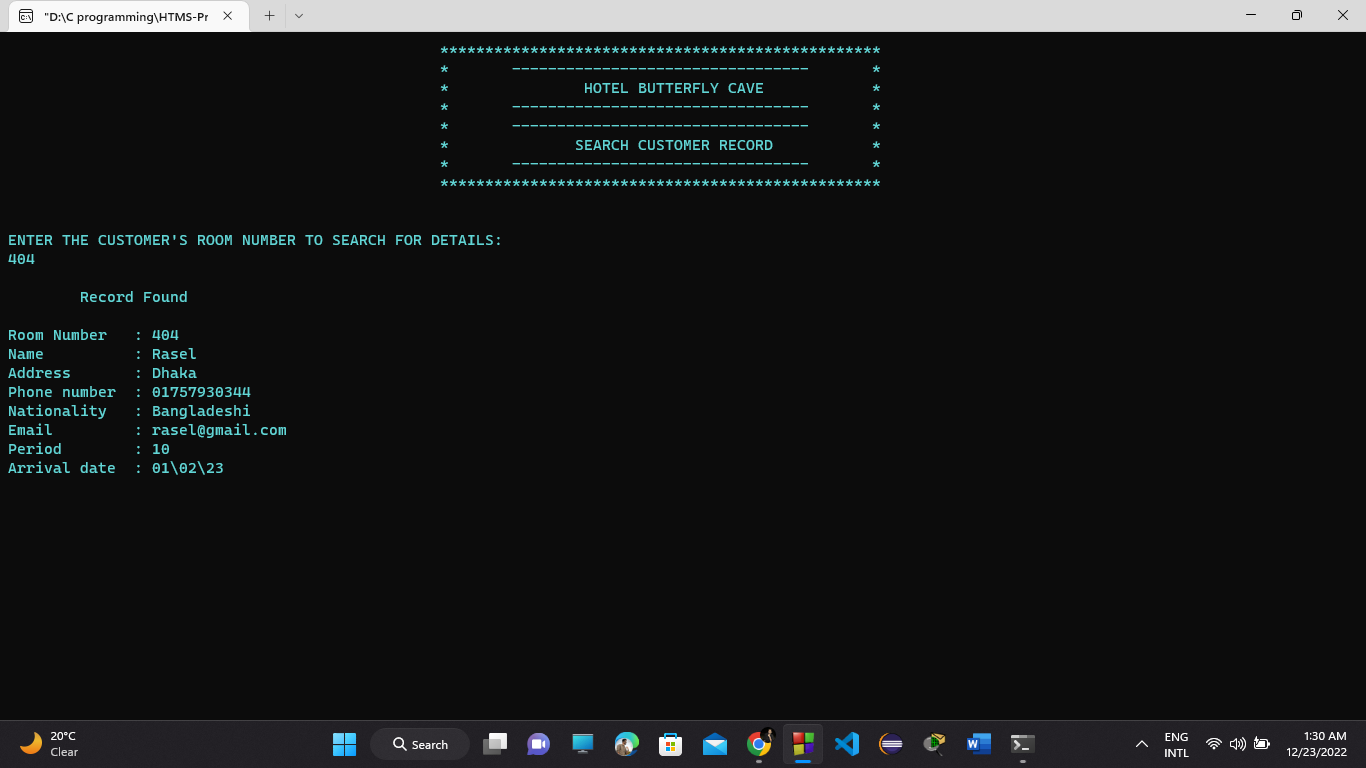 "D:\C programming\HTMS-Pr
*************************************************
* --------------------------------- *
* HOTEL BUTTERFLY CAVE *
* --------------------------------- *
* --------------------------------- *
* SEARCH CUSTOMER RECORD *
* --------------------------------- *
*************************************************
ENTER THE CUSTOMER'S ROOM NUMBER TO SEARCH FOR DETAILS:
404
Record Found
Room Number : 404
Name : Rasel
Address : Dhaka
Phone number : 01757930344
Nationality : Bangladeshi
Email : rasel@gmail.com
Period : 10
Arrival date : 01\02\23
20°C
Clear
Search
ENG
INTL
1:30 AM
12/23/2022